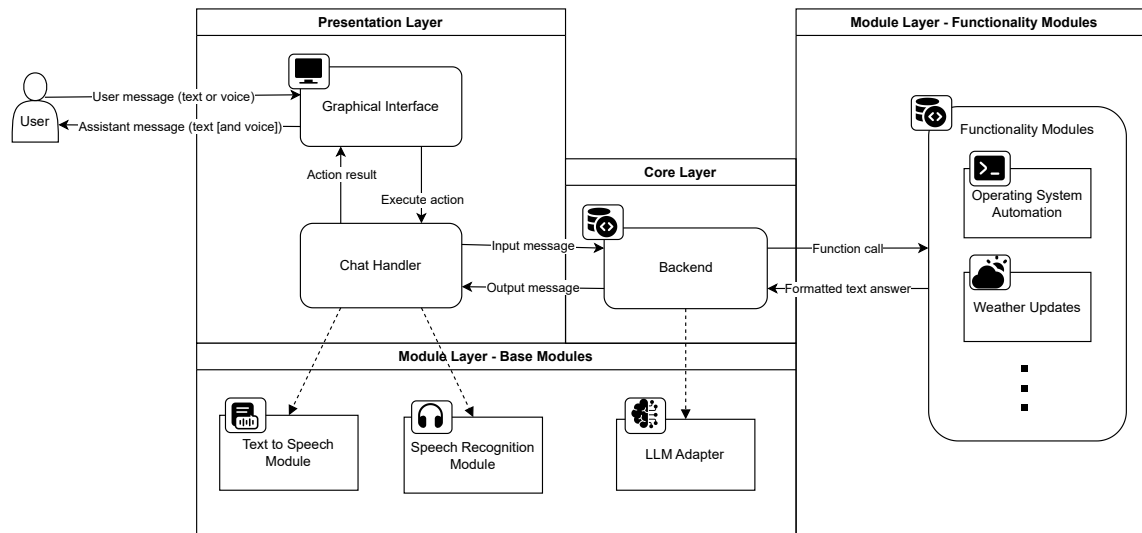 Presentation Layer
Module Layer - Functionality Modules
User
User message (text or voice)
Assistant message (text [and voice])
Graphical Interface
Action result
Execute action
Chat Handler
Core Layer
Input message
Output message
Backend
Function call
Formatted text answer
Functionality Modules
Operating System
Automation
Weather Updates
Module Layer - Base Modules
Text to Speech
Module
Speech Recognition
Module
LLM Adapter